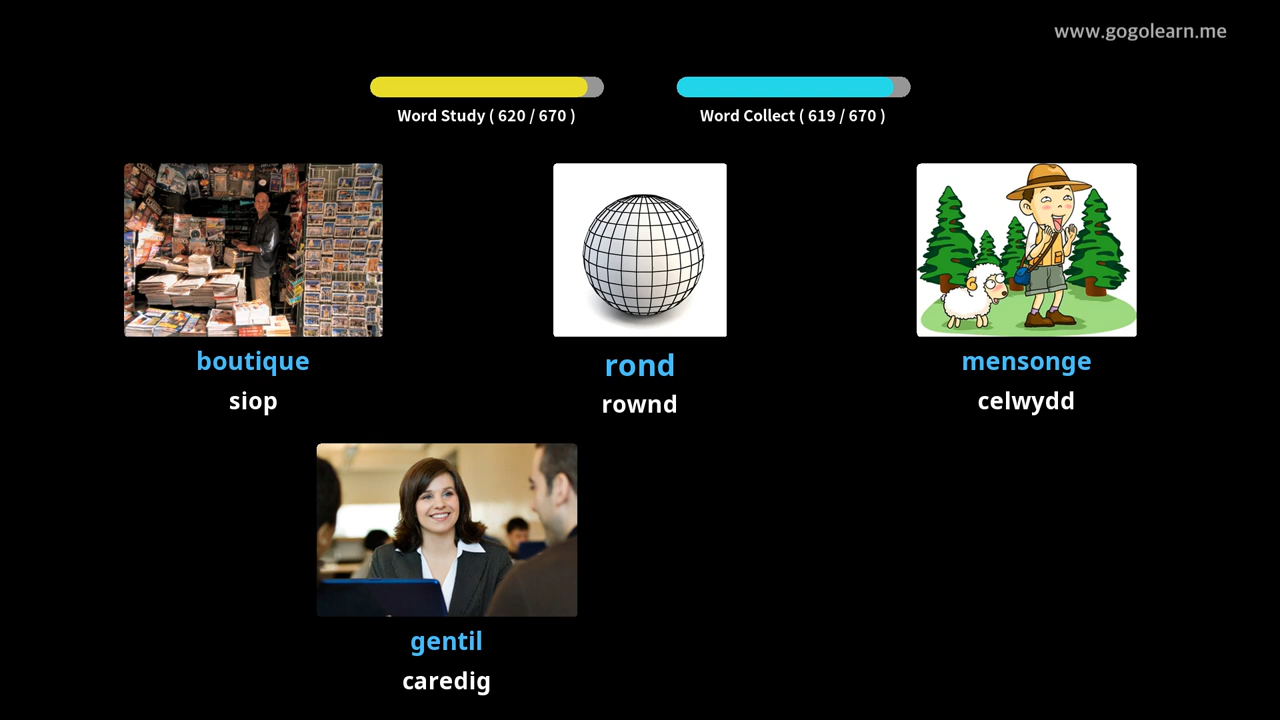 www.gogolearn.me
Word Study ( 620 / 670 )
Word Collect ( 619 / 670 )
boutique
siop
rond
rownd
mensonge
celwydd
gentil
caredig